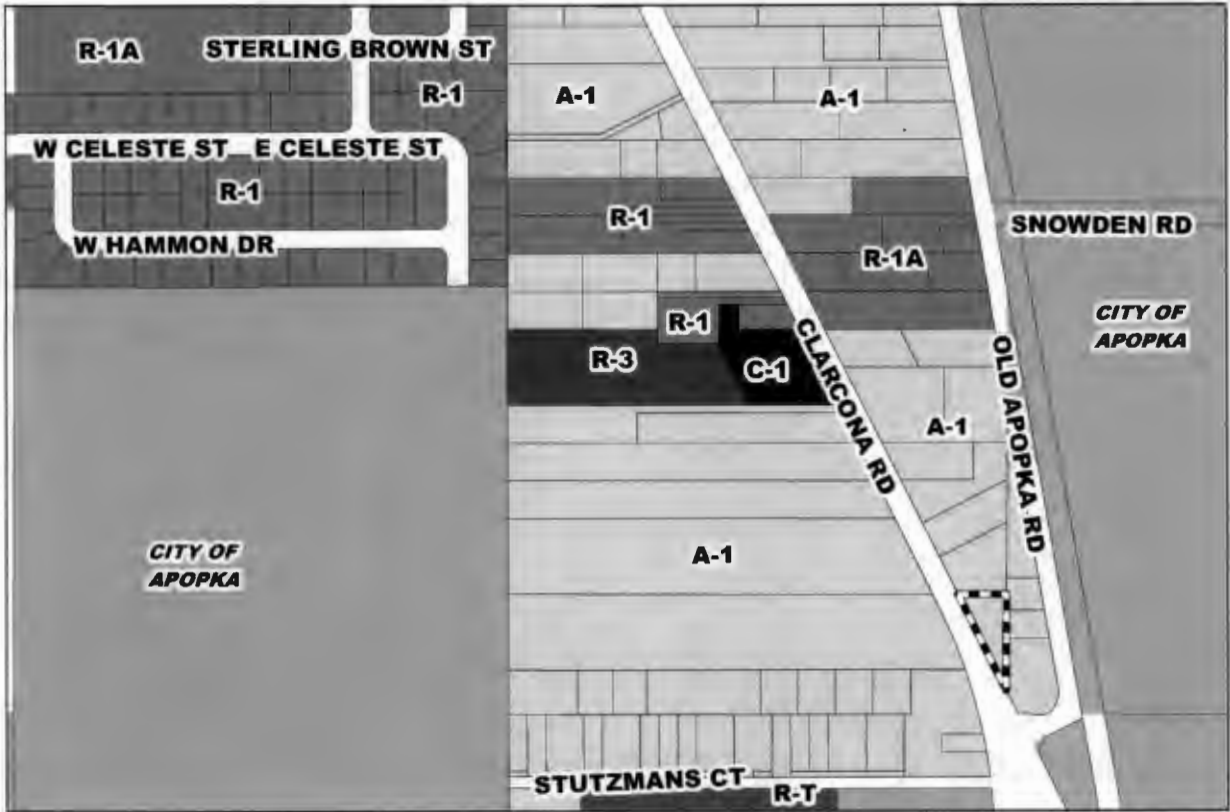 R-1A
STERLING BROWN ST
R-1
A-1
A-1
W CELESTE ST
E CELESTE ST
R-1
R-1
W HAMMON DR
SNOWDEN RD
R-1A
CITY OF
APOPKA
R-1
CLARCONA RD
OLD APOPKA RD
R-3
C-1
A-1
CITY OF
APOPKA
A-1
STUTZMANS CT
R-T